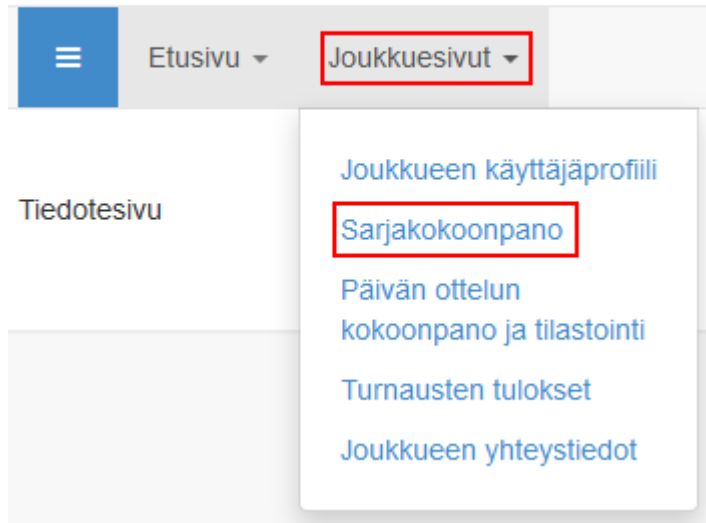 Etusivu
Joukkuesivut
Joukkueen käyttäjäprofiili
Tiedotesivu
Sarjakokoonpano
Päivän ottelun
kokoonpano ja tilastointi
Turnausten tulokset
Joukkueen yhteystiedot